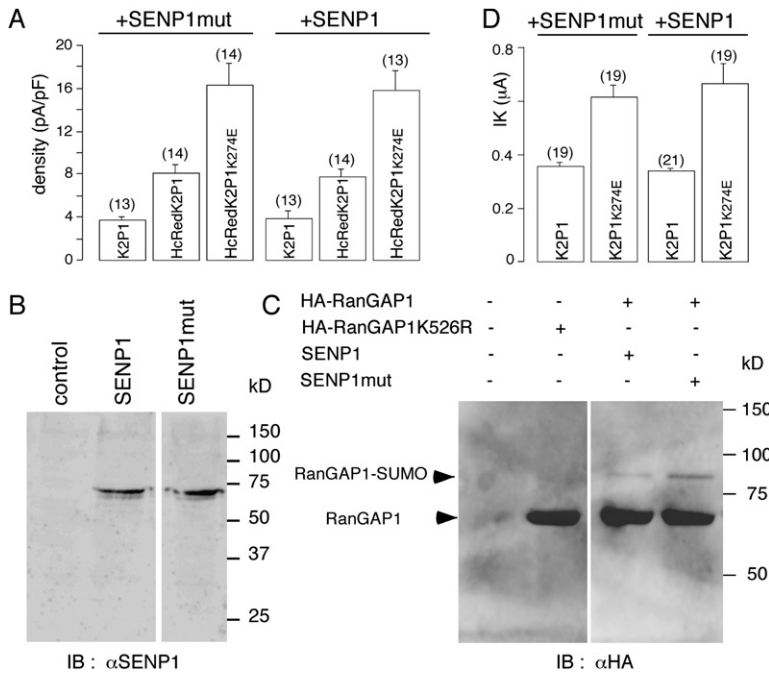 A
+SENP1mut
+SENP1
density (pA/pF)
20
16
12
8
4
0
(13)
(14)
(14)
(13)
(14)
(13)
K2P1
HcRedK2P1
HcRedK2P1K274E
K2P1
HcRedK2P1
HcRedK2P1K274E
D
+SENP1mut
+SENP1
IK (μA)
0.8
0.6
0.4
0.2
0
(19)
(19)
(21)
(19)
K2P1
K2P1K274E
K2P1
K2P1K274E
B
control
SENP1
SENP1mut
kD
150
100
75
50
37
25
IB : αSENP1
C
HA-RanGAP1 - - + +
HA-RanGAP1K526R - + - -
SENP1 - - + -
SENP1mut - - - +
kD
150
100
75
50
RanGAP1-SUMO
RanGAP1
IB : αHA